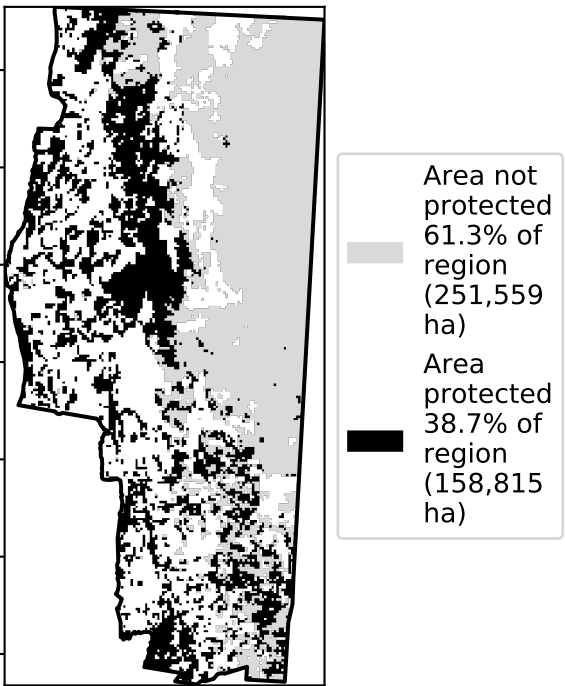 Area not
protected
61.3% of
region
(251,559
ha)
Area
protected
38.7% of
region
(158,815
ha)